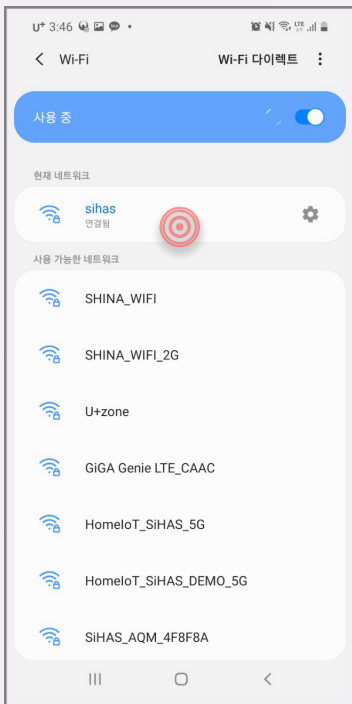 U+ 3:46
Wi-Fi
Wi-Fi 다이렉트
사용 중
현재 네트워크
sihas
연결됨
사용 가능한 네트워크
SHINA_WIFI
SHINA_WIFI_2G
U+zone
GiGA Genie LTE_CAAC
HomeIoT_SiHAS_5G
HomeIoT_SiHAS_DEMO_5G
SiHAS_AQM_4F8F8A